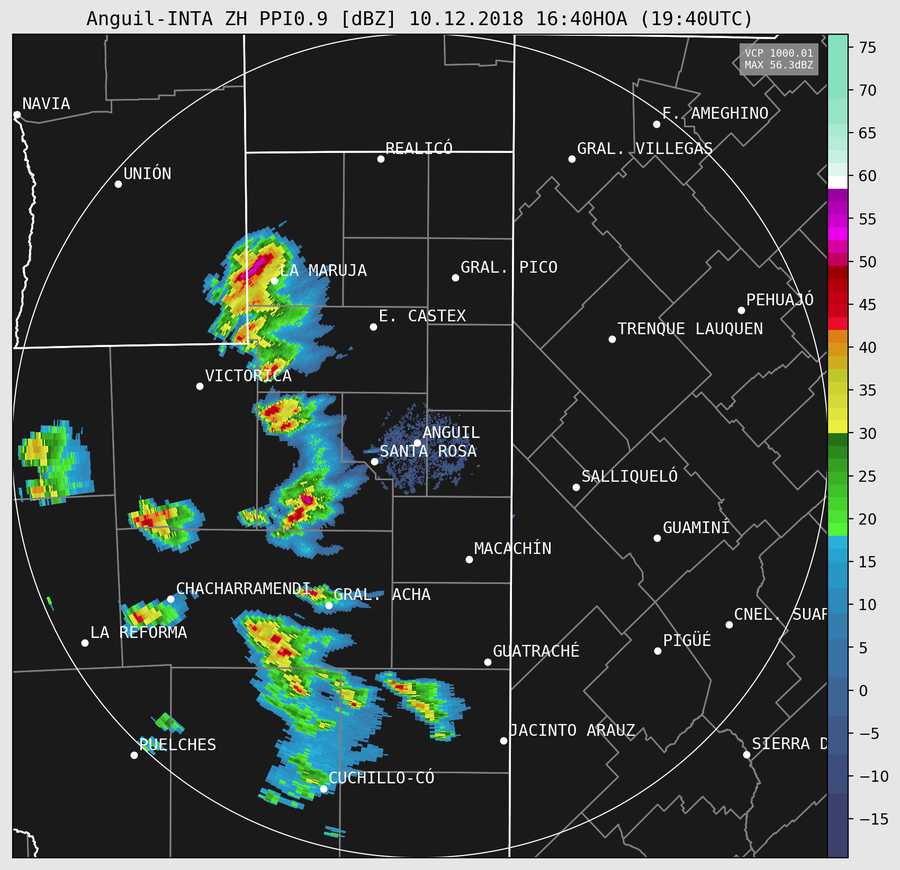 Anguil-INTA ZH PPI0.9 [dBZ] 10.12.2018 16:40HOA (19:40UTC)
VCP 1000.01
MAX 56.3dBZ
75
70
65
60
55
50
45
40
35
30
25
20
15
10
5
0
−5
−10
−15
NAVIA
F. AMEGHINO
REALICÓ
GRAL. VILLEGAS
UNIÓN
LA MARUJA
GRAL. PICO
PEHUAJÓ
E. CASTEX
TRENQUE LAUQUEN
VICTORICA
ANGUIL
SANTA ROSA
SALLIQUELÓ
GUAMINÍ
MACACHÍN
CHACHARRAMENDI
GRAL. ACHA
CNEL. SUAR
LA REFORMA
GUATRACHÉ
PIGÜÉ
JACINTO ARAUZ
PUELCHES
SIERRA D
CUCHILLO-CÓ